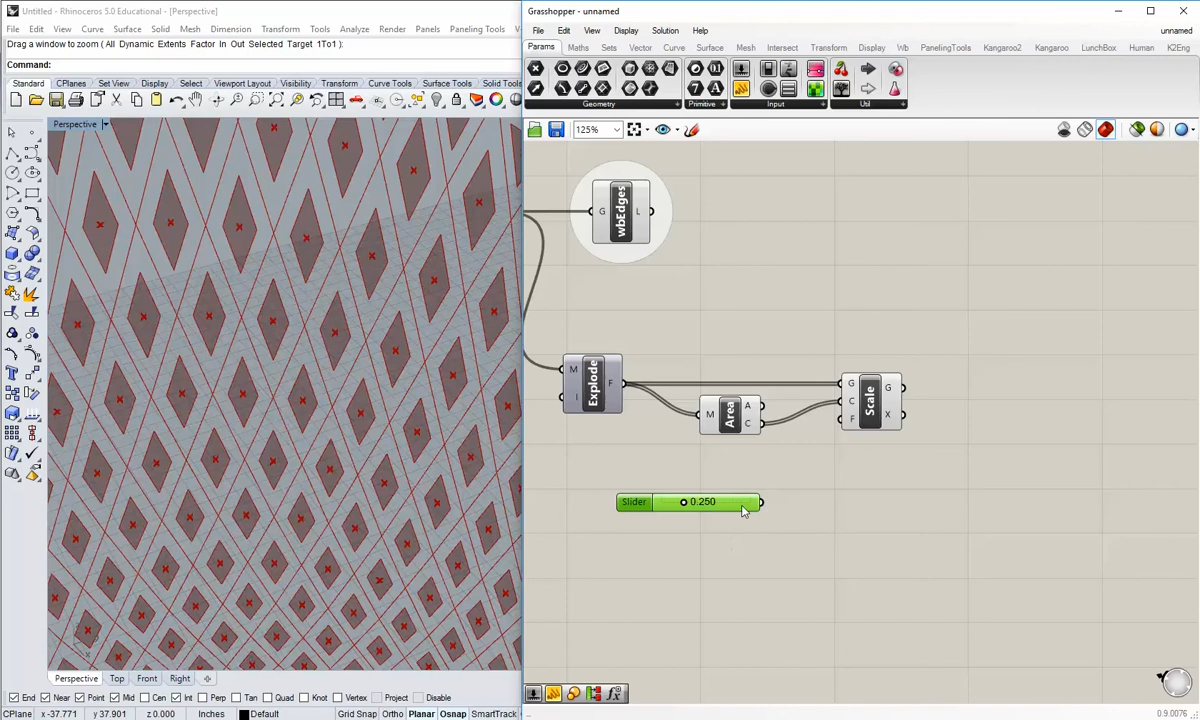 Untitled - Rhinoceros 5.0 Educational - [Perspective]
File Edit View Curve Surface Solid Mesh Dimension Transform Tools Analyze Render Panels Paneling Tools
Drag a window to zoom ( All Dynamic Extents Factor In Out Selected Target 1To1 ):
Command:
Standard CPlanes Set View Display Select Viewport Layout Visibility Transform Curve Tools Surface Tools Solid
Perspective
Perspective Top Front Right
End Near Point Mid Cen Int Perp Tan Quad Knot Vertex Project Disable
CPlane x -37.771 y 37.901 z 0.000 Inches Default Grid Snap Ortho Planar Osnap SmartTrack
Grasshopper - unnamed
File Edit View Display Solution Help unnamed
Params Maths Sets Vector Curve Surface Mesh Intersect Transform Display Wb PanelingTools Kangaroo2 Kangaroo LunchBox Human K2Eng
Geometry Primitive Input Util
125%
G wbEdges L
M I Explode F
M Area A C
G C F Scale G X
Slider 0.250
0.9.0076